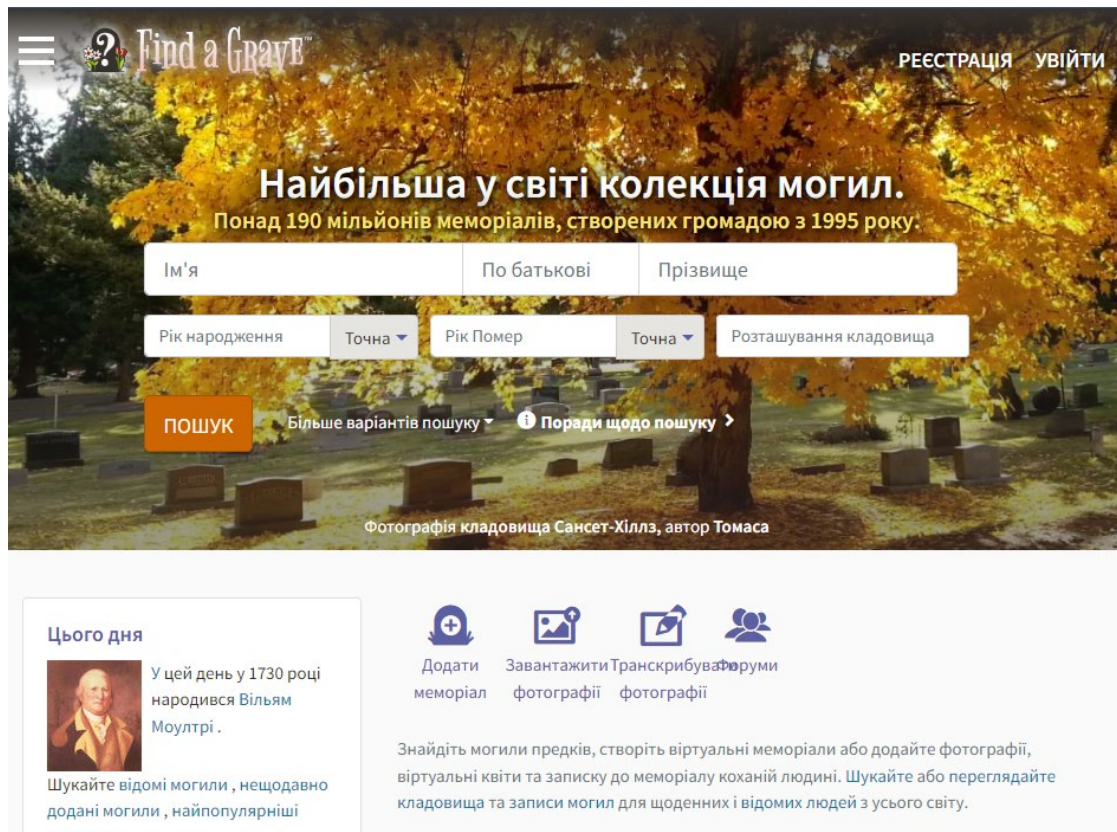 Find a Grave™
РЕЄСТРАЦІЯ УВІЙТИ
Найбільша у світі колекція могил.
Понад 190 мільйонів меморіалів, створених громадою з 1995 року.
Ім'я По батькові Прізвище
Рік народження Точна Рік Помер Точна Розташування кладовища
ПОШУК Більше варіантів пошуку Поради щодо пошуку
Фотографія кладовища Сансет-Хіллз, автор Томаса
Цього дня
У цей день у 1730 році
народився Вільям
Моултрі .
Шукайте відомі могили , нещодавно
додані могили , найпопулярніші
Додати
меморіал
Завантажити
фотографії
Транскрибувати
фотографії
Форуми
Знайдіть могили предків, створіть віртуальні меморіали або додайте фотографії,
віртуальні квіти та записку до меморіалу коханій людині. Шукайте або переглядайте
кладовища та записи могил для щоденних і відомих людей з усього світу.